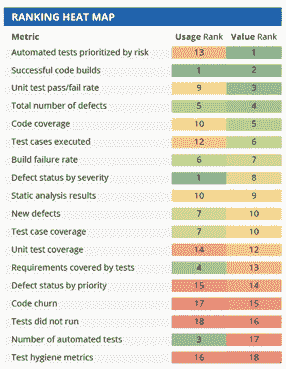 RANKING HEAT MAP
Metric Usage Rank Value Rank
Automated tests prioritized by risk 13 1
Successful code builds 1 2
Unit test pass/fail rate 9 3
Total number of defects 5 4
Code coverage 10 5
Test cases executed 12 6
Build failure rate 6 7
Defect status by severity 1 8
Static analysis results 10 9
New defects 7 10
Test case coverage 7 10
Unit test coverage 14 12
Requirements covered by tests 4 13
Defect status by priority 15 14
Code churn 17 15
Tests did not run 18 16
Number of automated tests 3 17
Test hygiene metrics 16 18